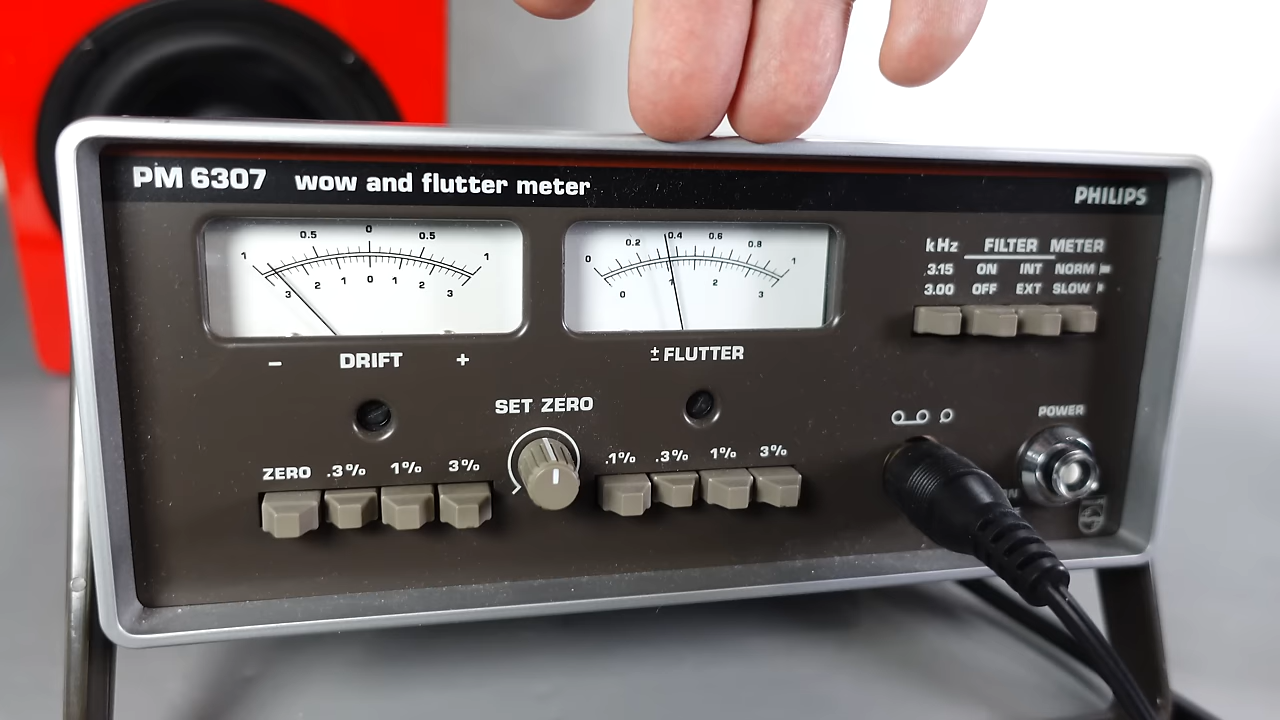 PM 6307 wow and flutter meter
PHILIPS
1 0.5 0 0.5 1
3 2 1 0 1 2 3
0 0.2 0.4 0.6 0.8 1
0 1 2 3
kHz FILTER METER
3.15 ON INT NORM
3.00 OFF EXT SLOW
− DRIFT +
± FLUTTER
SET ZERO
POWER
ZERO .3% 1% 3%
.1% .3% 1% 3%